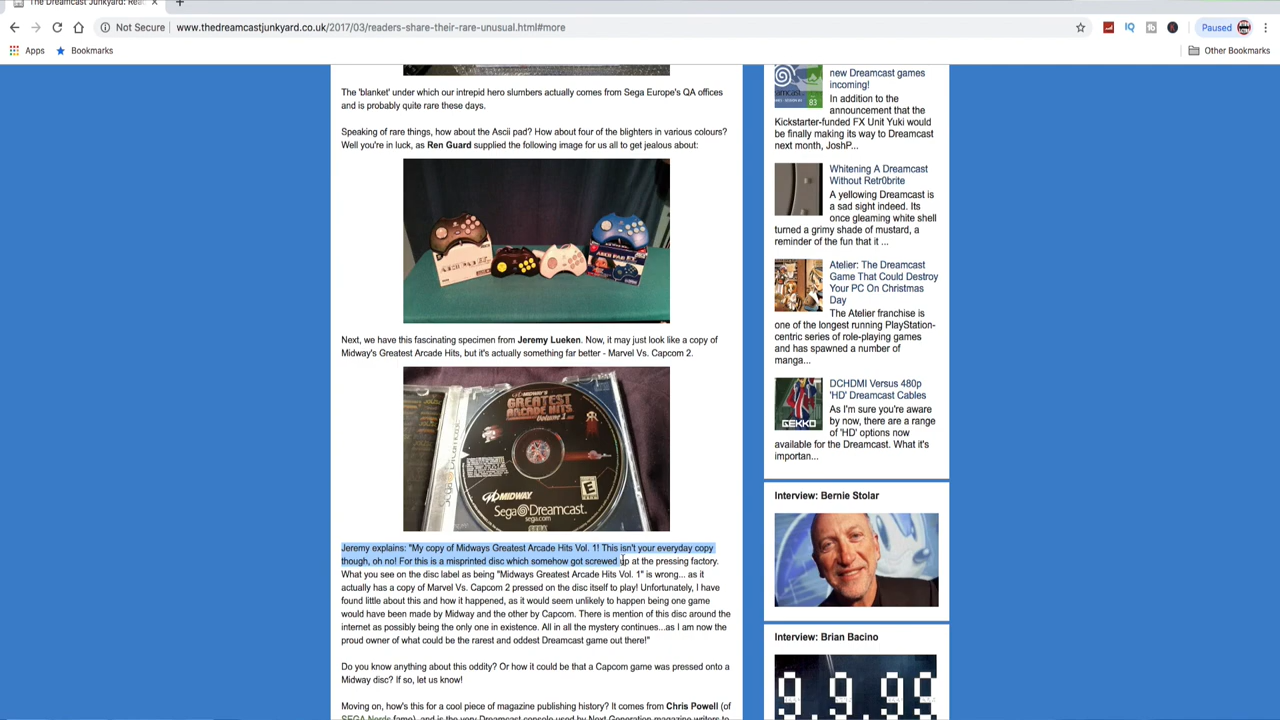 The Dreamcast Junkyard: Rea
Not Secure
www.thedreamcastjunkyard.co.uk/2017/03/readers-share-their-rare-unusual.html#more
IQ
Paused
Apps
Bookmarks
Other Bookmarks
The 'blanket' under which our intrepid hero slumbers actually comes from Sega Europe's QA offices
and is probably quite rare these days.
Speaking of rare things, how about the Ascii pad? How about four of the blighters in various colours?
Well you're in luck, as Ren Guard supplied the following image for us all to get jealous about:
ASCII PAD
Next, we have this fascinating specimen from Jeremy Lueken. Now, it may just look like a copy of
Midway's Greatest Arcade Hits, but it's actually something far better - Marvel Vs. Capcom 2.
MIDWAY'S
GREATEST
ARCADE HITS
Volume 1
MIDWAY
E
Sega Dreamcast.
sega.com
SEGA
Jeremy explains: "My copy of Midways Greatest Arcade Hits Vol. 1! This isn't your everyday copy
though, oh no! For this is a misprinted disc which somehow got screwed up at the pressing factory.
What you see on the disc label as being "Midways Greatest Arcade Hits Vol. 1" is wrong... as it
actually has a copy of Marvel Vs. Capcom 2 pressed on the disc itself to play! Unfortunately, I have
found little about this and how it happened, as it would seem unlikely to happen being one game
would have been made by Midway and the other by Capcom. There is mention of this disc around the
internet as possibly being the only one in existence. All in all the mystery continues...as I am now the
proud owner of what could be the rarest and oddest Dreamcast game out there!"
Do you know anything about this oddity? Or how it could be that a Capcom game was pressed onto a
Midway disc? If so, let us know!
Moving on, how's this for a cool piece of magazine publishing history? It comes from Chris Powell (of
SEGA Nerds fame), and is the very Dreamcast console used by Next Generation magazine writers to
new Dreamcast games
incoming!
In addition to the
announcement that the
Kickstarter-funded FX Unit Yuki would
be finally making its way to Dreamcast
next month, JoshP...
Whitening A Dreamcast
Without Retr0brite
A yellowing Dreamcast is
a sad sight indeed. Its
once gleaming white shell
turned a grimy shade of mustard, a
reminder of the fun that it ...
Atelier: The Dreamcast
Game That Could Destroy
Your PC On Christmas
Day
The Atelier franchise is
one of the longest running PlayStation-
centric series of role-playing games
and has spawned a number of
manga...
DCHDMI Versus 480p
'HD' Dreamcast Cables
As I'm sure you're aware
by now, there are a range
of 'HD' options now
available for the Dreamcast. What it's
importan...
GEKKO
Interview: Bernie Stolar
Interview: Brian Bacino
9.9.99